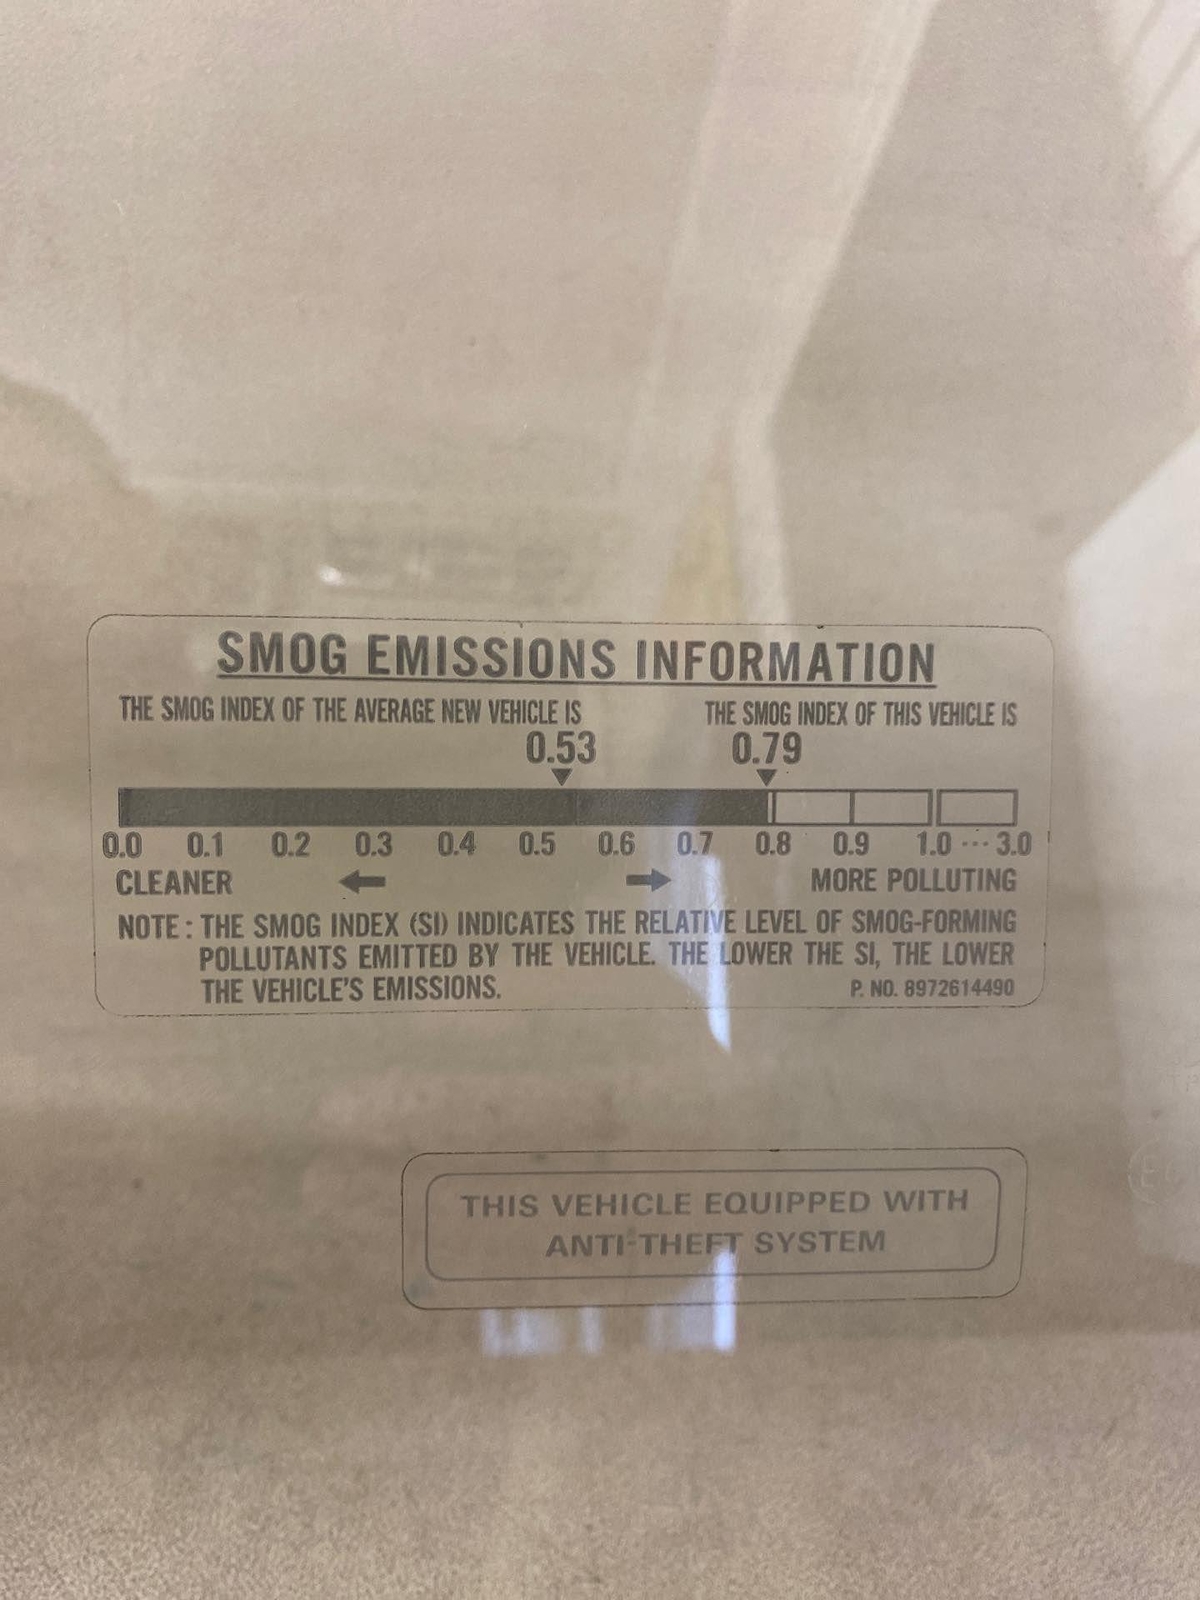 SMOG EMISSIONS INFORMATION
THE SMOG INDEX OF THE AVERAGE NEW VEHICLE IS
0.53
THE SMOG INDEX OF THIS VEHICLE IS
0.79
0.0 0.1 0.2 0.3 0.4 0.5 0.6 0.7 0.8 0.9 1.0 ··· 3.0
CLEANER ← → MORE POLLUTING
NOTE : THE SMOG INDEX (SI) INDICATES THE RELATIVE LEVEL OF SMOG-FORMING
POLLUTANTS EMITTED BY THE VEHICLE. THE LOWER THE SI, THE LOWER
THE VEHICLE'S EMISSIONS.
P. NO. 8972614490
THIS VEHICLE EQUIPPED WITH
ANTI-THEFT SYSTEM